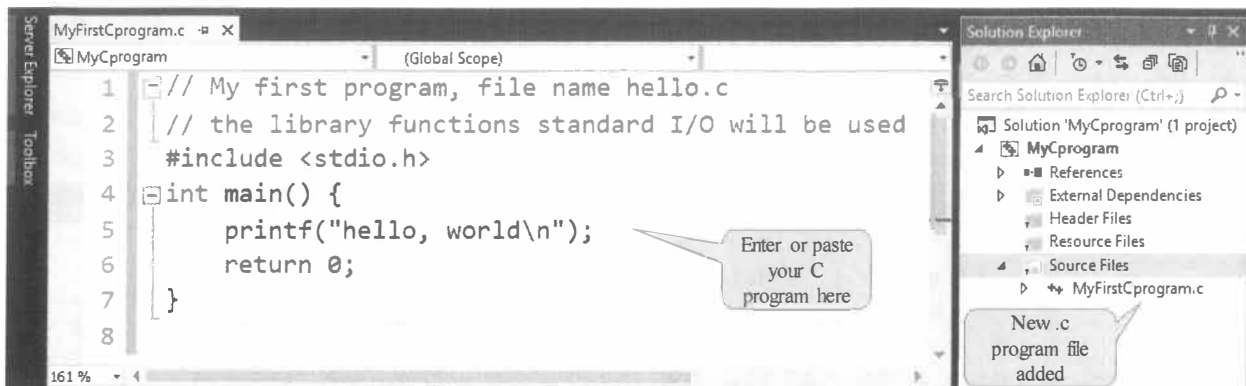 Server Explorer
Toolbox
MyFirstCprogram.c
MyCprogram
(Global Scope)
1 // My first program, file name hello.c
2 // the library functions standard I/O will be used
3 #include <stdio.h>
4 int main() {
5 printf("hello, world\n");
6 return 0;
7 }
8
161 %
Enter or paste
your C
program here
Solution Explorer
Search Solution Explorer (Ctrl+;)
Solution 'MyCprogram' (1 project)
MyCprogram
References
External Dependencies
Header Files
Resource Files
Source Files
MyFirstCprogram.c
New .c
program file
added